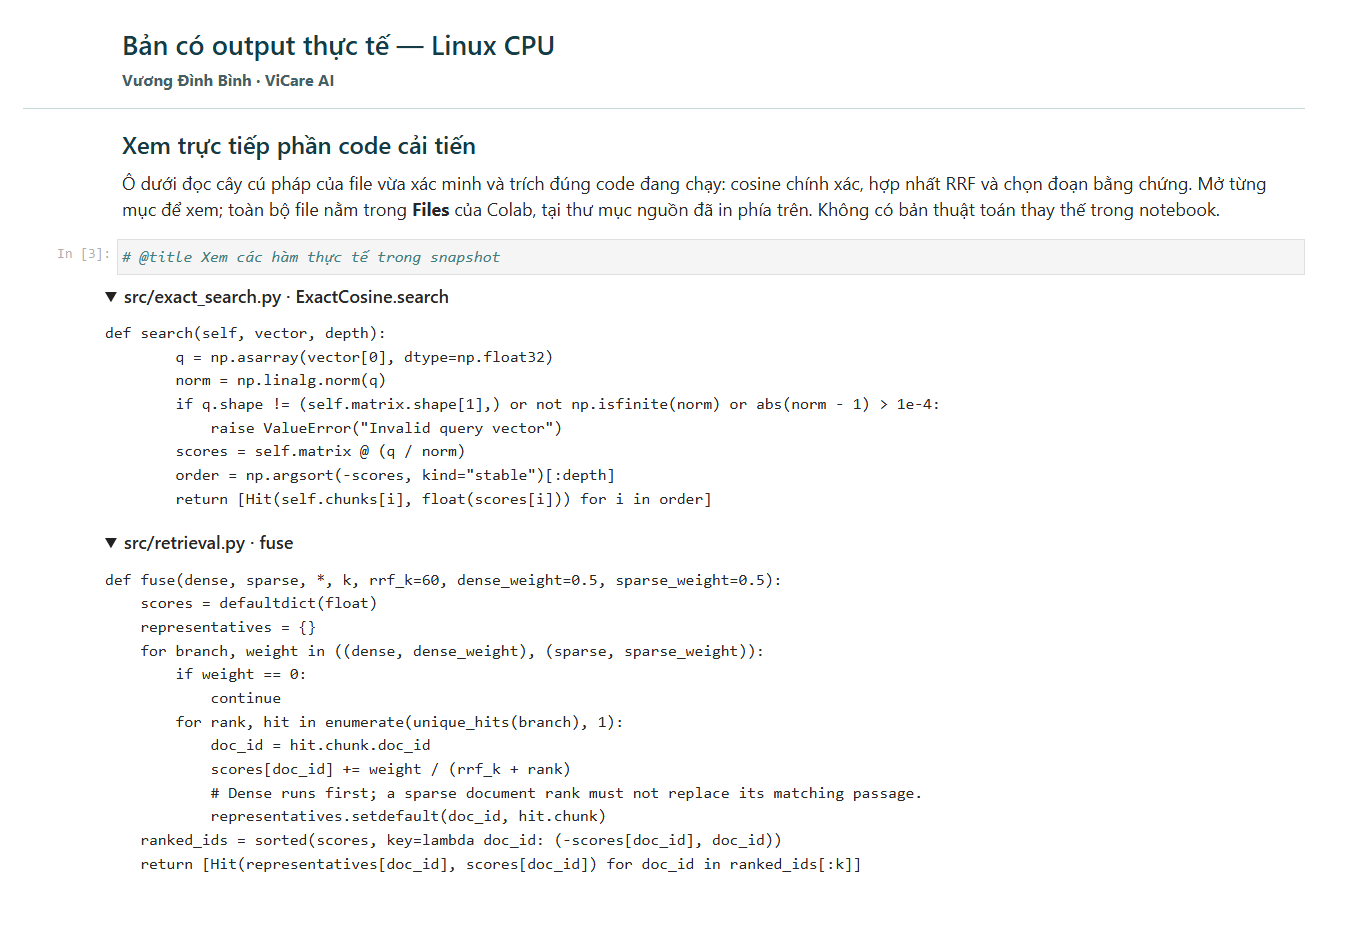 Bản có output thực tế — Linux CPU
Vương Đình Bình · ViCare AI
Xem trực tiếp phần code cải tiến
Ô dưới đọc cây cú pháp của file vừa xác minh và trích đúng code đang chạy: cosine chính xác, hợp nhất RRF và chọn đoạn bằng chứng. Mở từng
mục để xem; toàn bộ file nằm trong Files của Colab, tại thư mục nguồn đã in phía trên. Không có bản thuật toán thay thế trong notebook.
In [3]: # @title Xem các hàm thực tế trong snapshot
▼ src/exact_search.py · ExactCosine.search
def search(self, vector, depth):
        q = np.asarray(vector[0], dtype=np.float32)
        norm = np.linalg.norm(q)
        if q.shape != (self.matrix.shape[1],) or not np.isfinite(norm) or abs(norm - 1) > 1e-4:
            raise ValueError("Invalid query vector")
        scores = self.matrix @ (q / norm)
        order = np.argsort(-scores, kind="stable")[:depth]
        return [Hit(self.chunks[i], float(scores[i])) for i in order]
▼ src/retrieval.py · fuse
def fuse(dense, sparse, *, k, rrf_k=60, dense_weight=0.5, sparse_weight=0.5):
    scores = defaultdict(float)
    representatives = {}
    for branch, weight in ((dense, dense_weight), (sparse, sparse_weight)):
        if weight == 0:
            continue
        for rank, hit in enumerate(unique_hits(branch), 1):
            doc_id = hit.chunk.doc_id
            scores[doc_id] += weight / (rrf_k + rank)
            # Dense runs first; a sparse document rank must not replace its matching passage.
            representatives.setdefault(doc_id, hit.chunk)
    ranked_ids = sorted(scores, key=lambda doc_id: (-scores[doc_id], doc_id))
    return [Hit(representatives[doc_id], scores[doc_id]) for doc_id in ranked_ids[:k]]